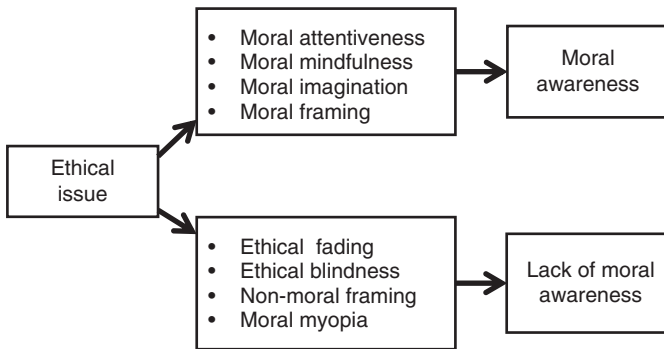 • Moral attentiveness
• Moral mindfulness
• Moral imagination
• Moral framing
Moral
awareness
Ethical
issue
• Ethical fading
• Ethical blindness
• Non-moral framing
• Moral myopia
Lack of moral
awareness